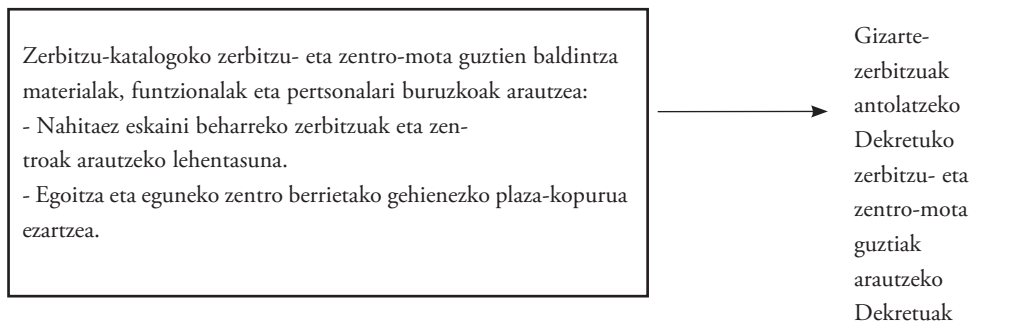 Zerbitzu-katalogoko zerbitzu- eta zentro-mota guztien baldintza
materialak, funtzionalak eta pertsonalari buruzkoak arautzea:
- Nahitaez eskaini beharreko zerbitzuak eta zen-
troak arautzeko lehentasuna.
- Egoitza eta eguneko zentro berrietako gehienezko plaza-kopurua
ezartzea.
Gizarte-
zerbitzuak
antolatzeko
Dekretuko
zerbitzu- eta
zentro-mota
guztiak
arautzeko
Dekretuak